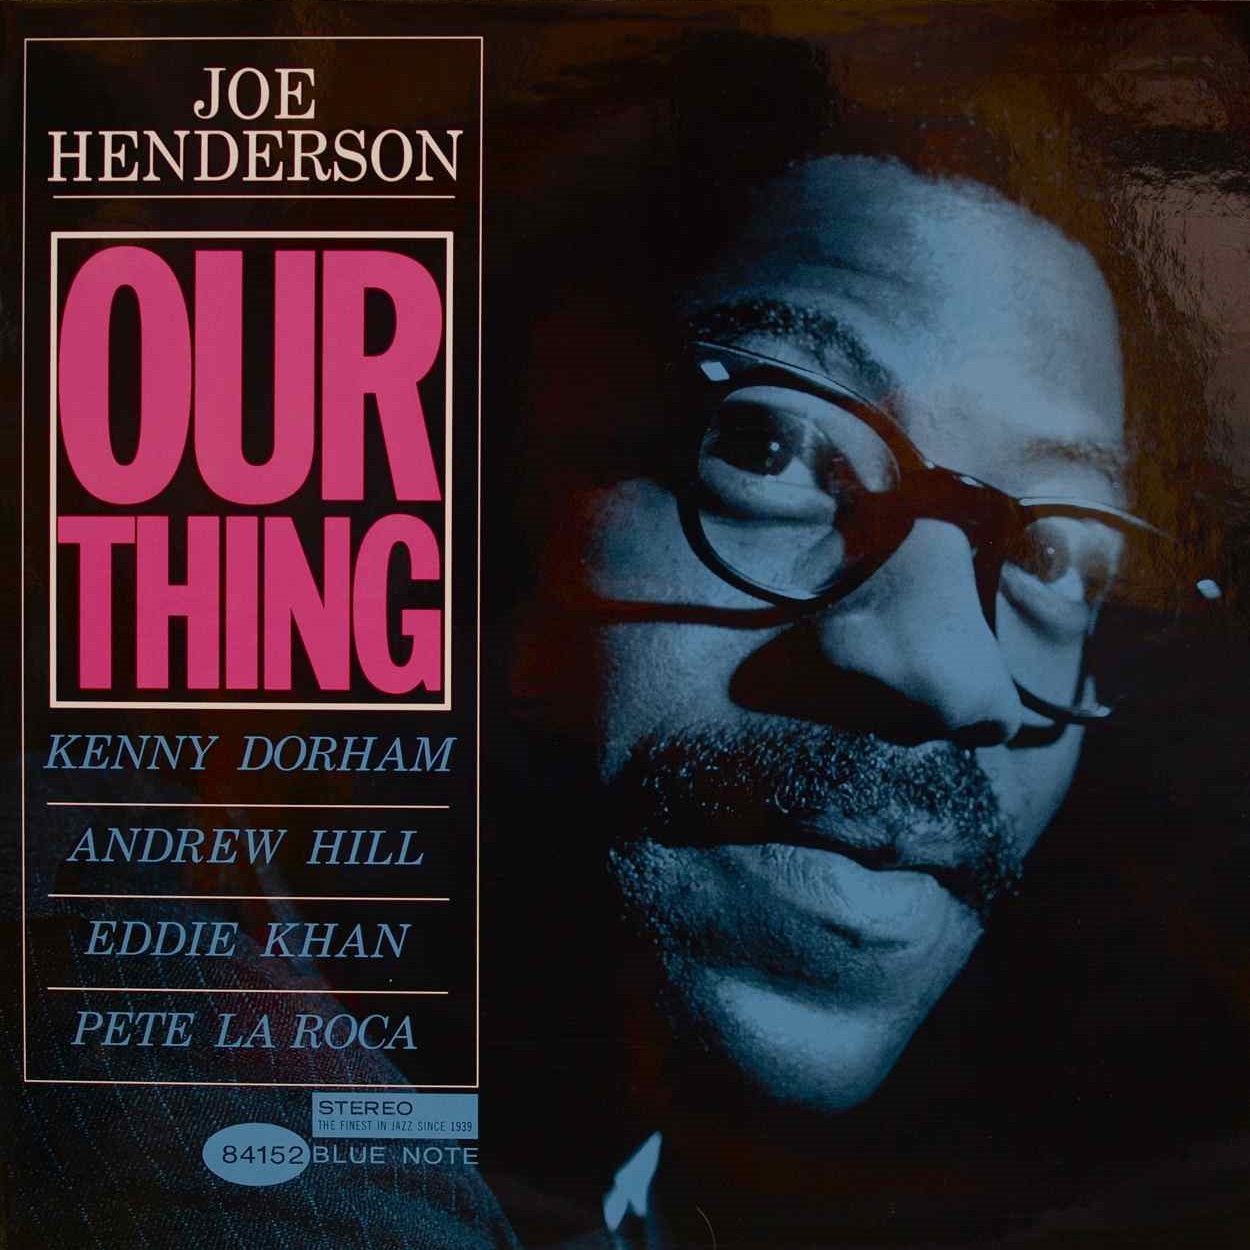 JOE
HENDERSON
OUR
THING
KENNY DORHAM
ANDREW HILL
EDDIE KHAN
PETE LA ROCA
STEREO
THE FINEST IN JAZZ SINCE 1939
84152 BLUE NOTE